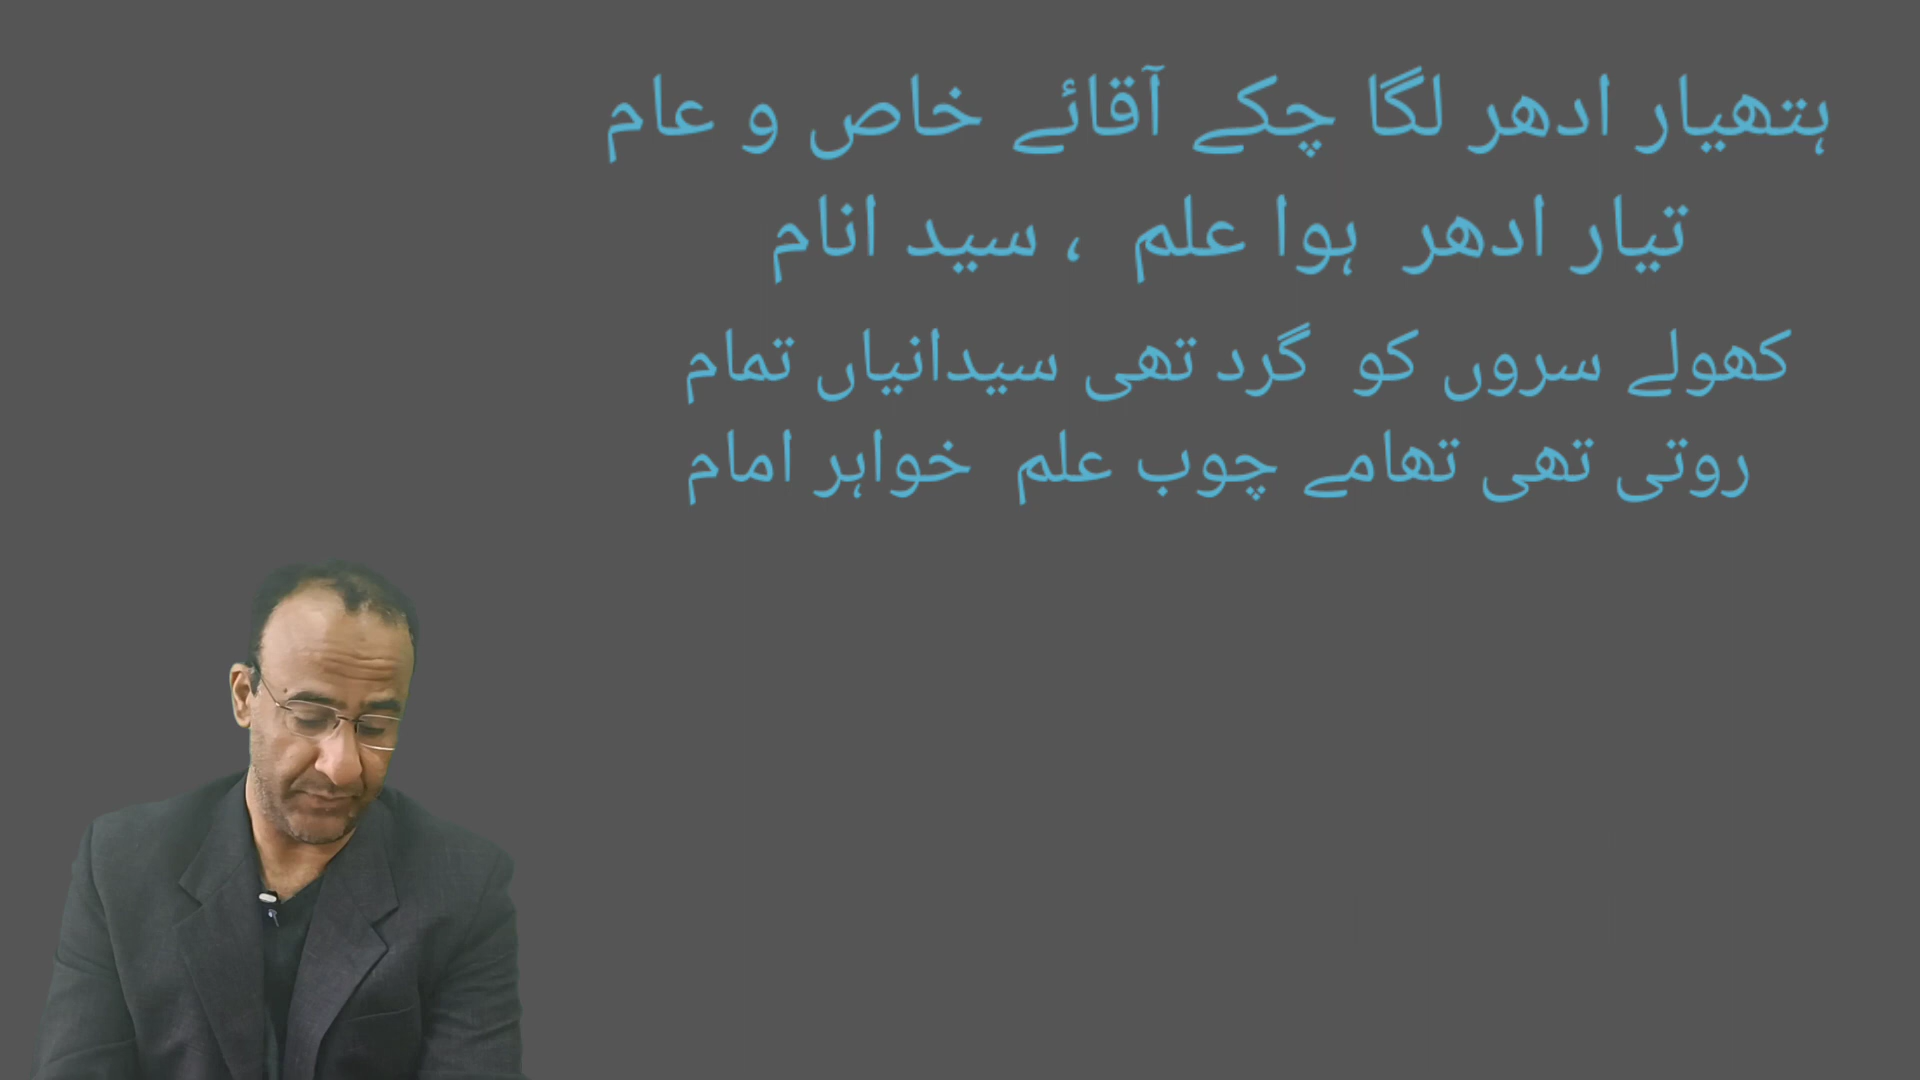 ہتھیار ادھر لگا چکے آقائے خاص و عام
تیار ادھر ہوا علم ، سید انام
کھولے سروں کو گرد تھی سیدانیاں تمام
روتی تھی تھامے چوب علم خواہر امام